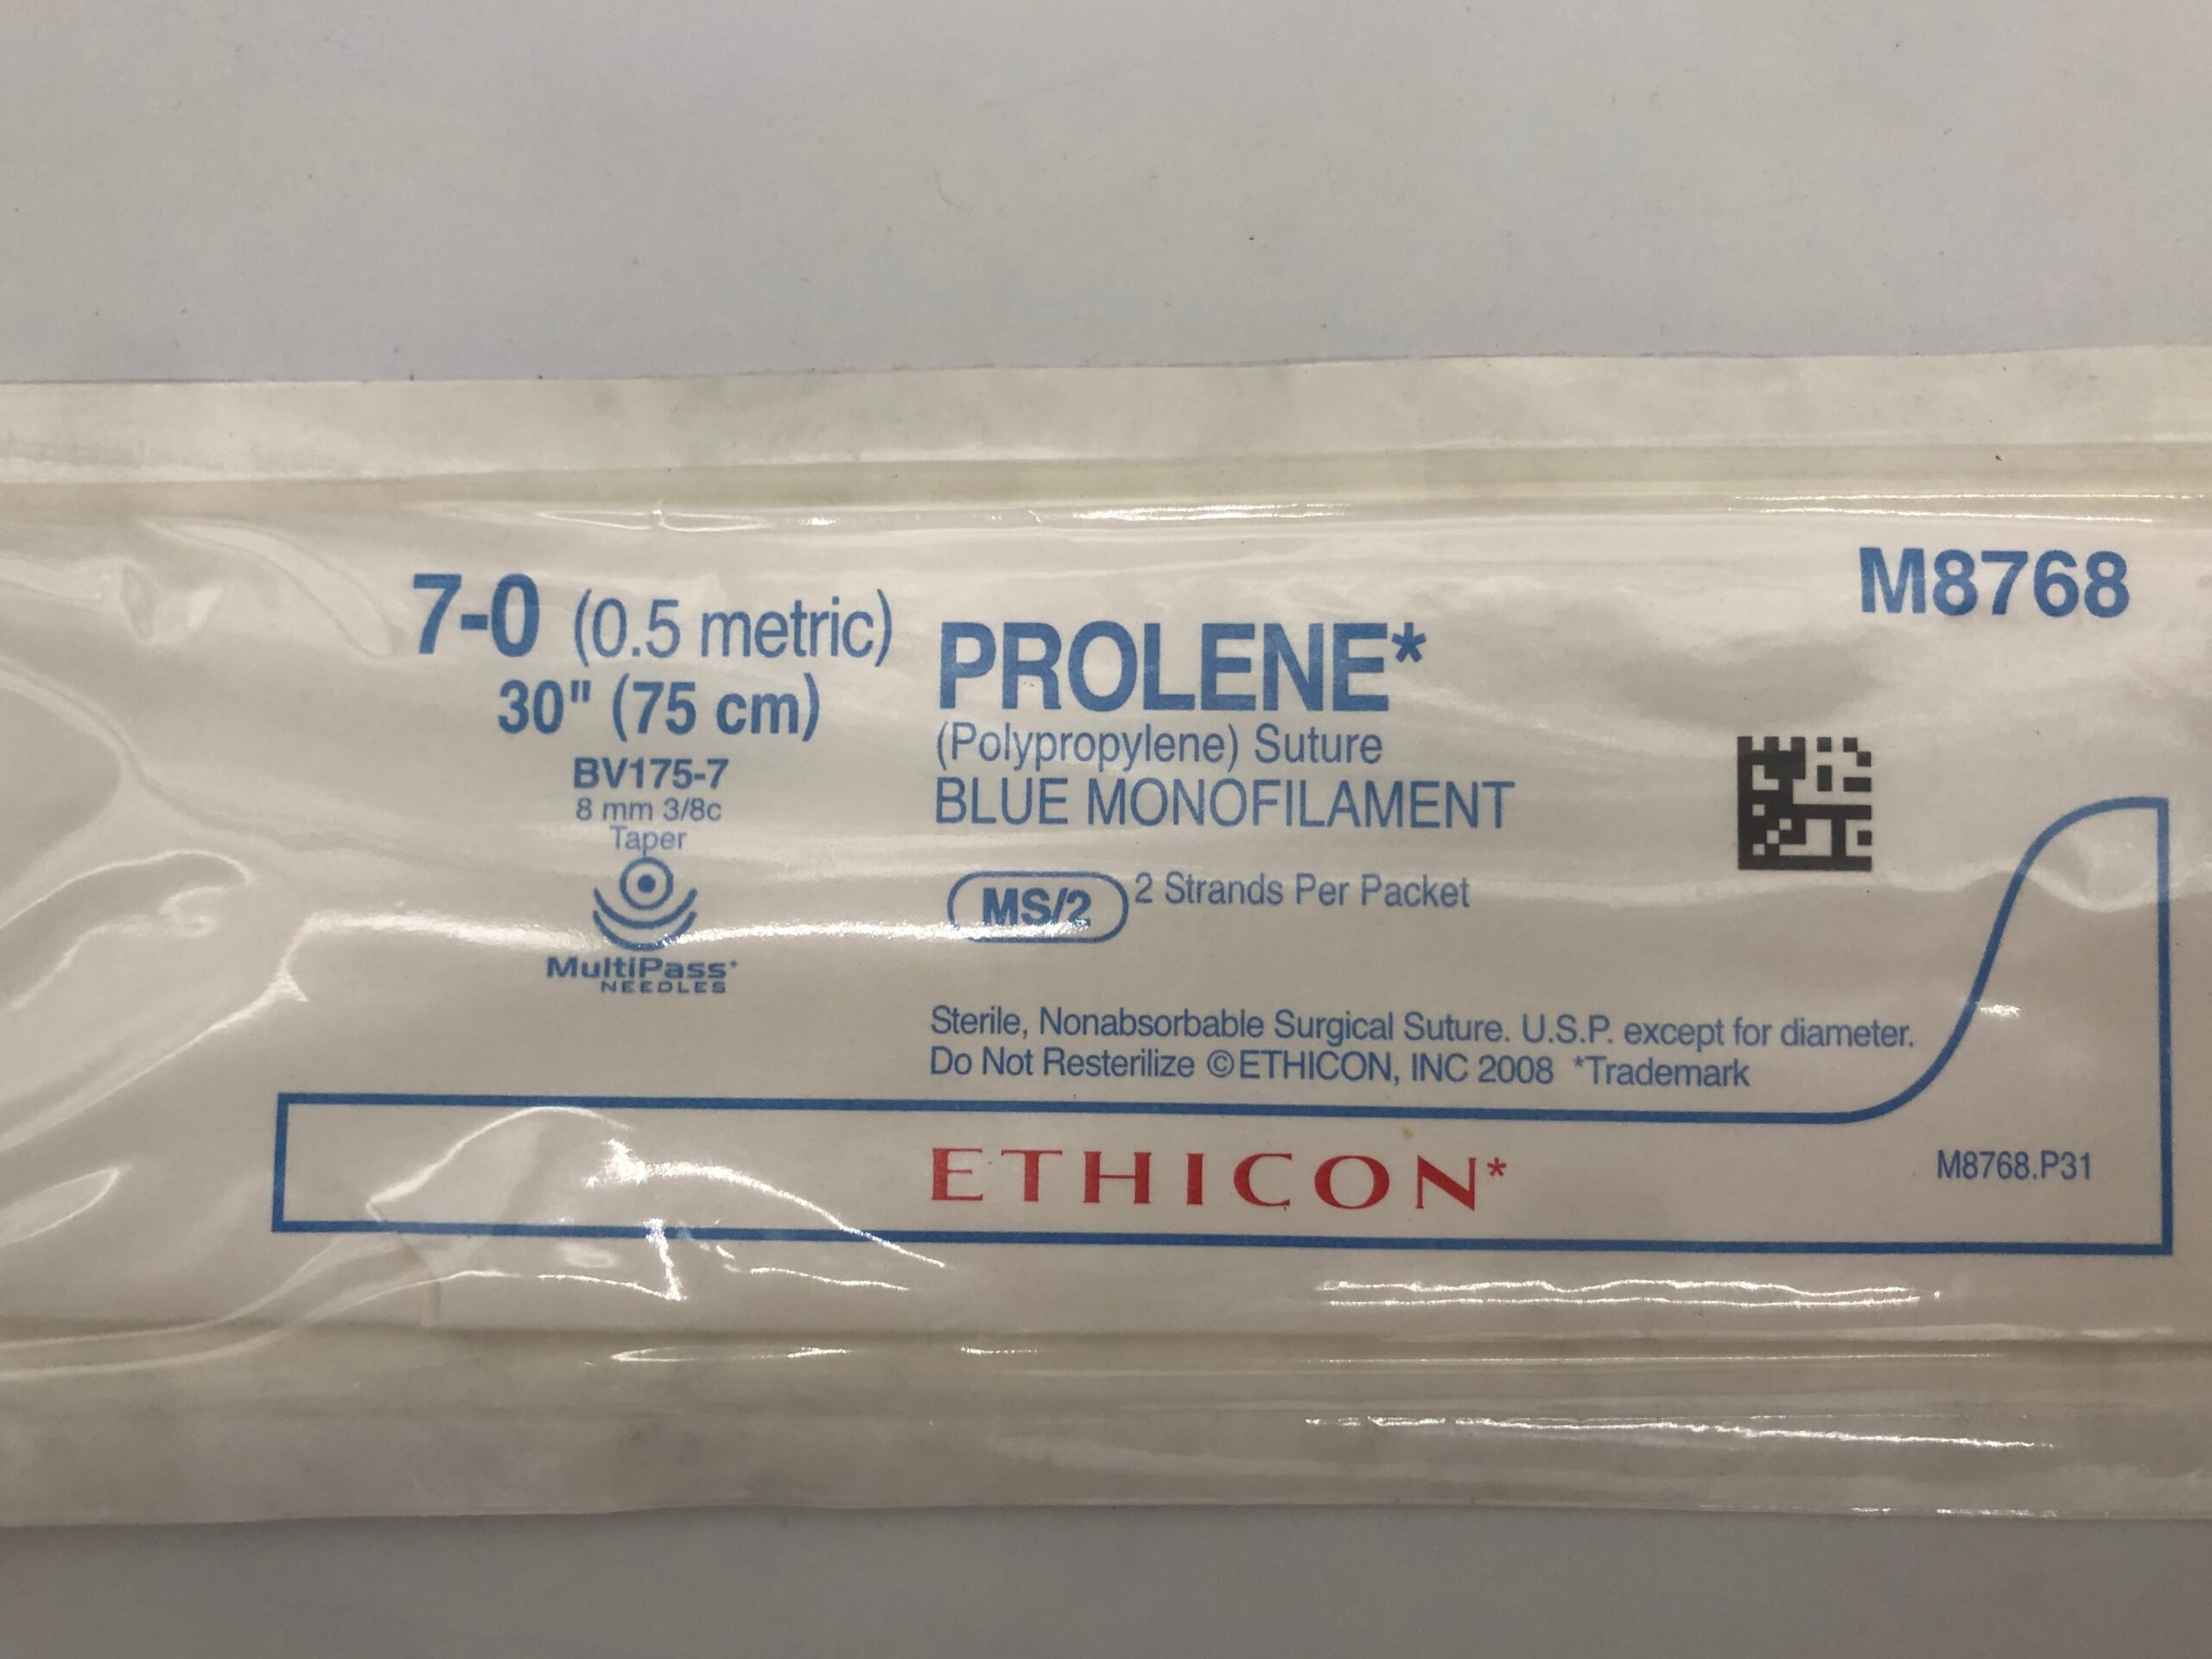 M8768
7-0 (0.5 metric)
30" (75 cm)
BV175-7
8 mm 3/8c
Taper
MultiPass*
NEEDLES
PROLENE*
(Polypropylene) Suture
BLUE MONOFILAMENT
MS/2 2 Strands Per Packet
Sterile, Nonabsorbable Surgical Suture. U.S.P. except for diameter.
Do Not Resterilize ©ETHICON, INC 2008 *Trademark
ETHICON*
M8768.P31